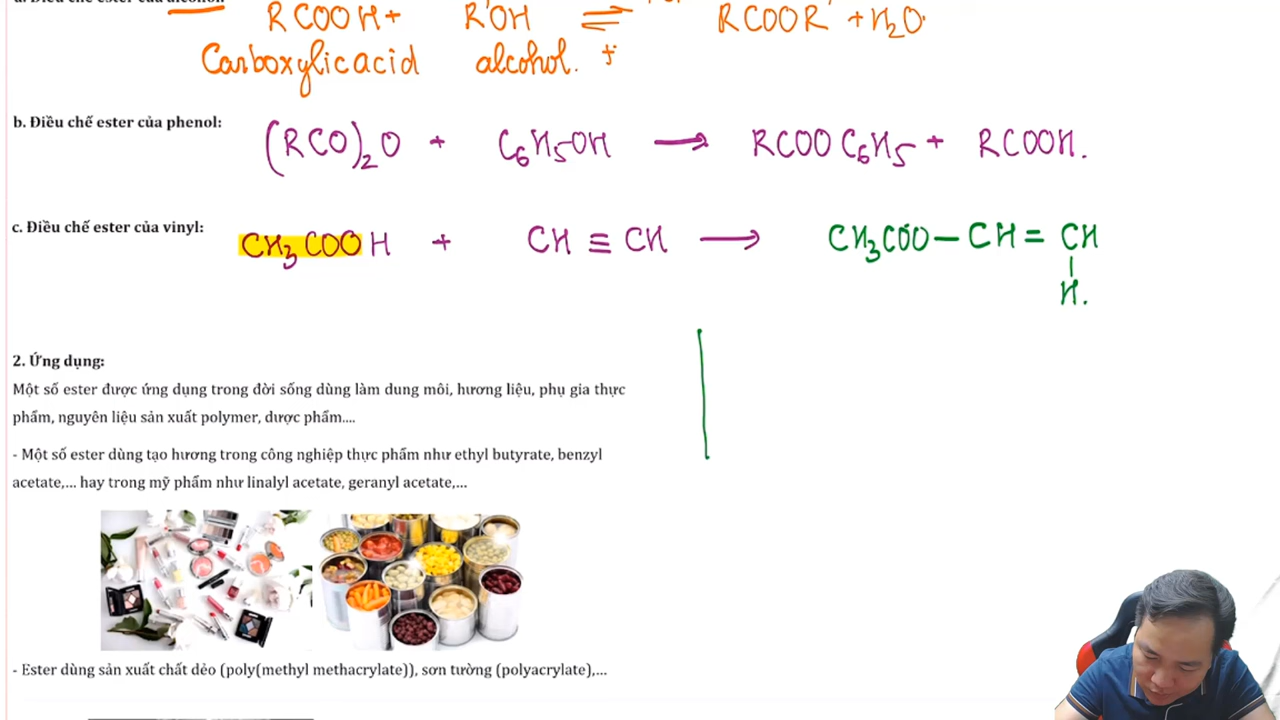 RCOOH + R'OH ⇌ RCOOR' + H₂O
Carboxylic acid alcohol. +
b. Điều chế ester của phenol: (RCO)₂O + C₆H₅OH → RCOOC₆H₅ + RCOOH.
c. Điều chế ester của vinyl: CH₃COOH + CH ≡ CH → CH₃COO – CH = CH
H.
2. Ứng dụng:
Một số ester được ứng dụng trong đời sống dùng làm dung môi, hương liệu, phụ gia thực
phẩm, nguyên liệu sản xuất polymer, dược phẩm....
- Một số ester dùng tạo hương trong công nghiệp thực phẩm như ethyl butyrate, benzyl
acetate,... hay trong mỹ phẩm như linalyl acetate, geranyl acetate,...
- Ester dùng sản xuất chất dẻo (poly(methyl methacrylate)), sơn tường (polyacrylate),...